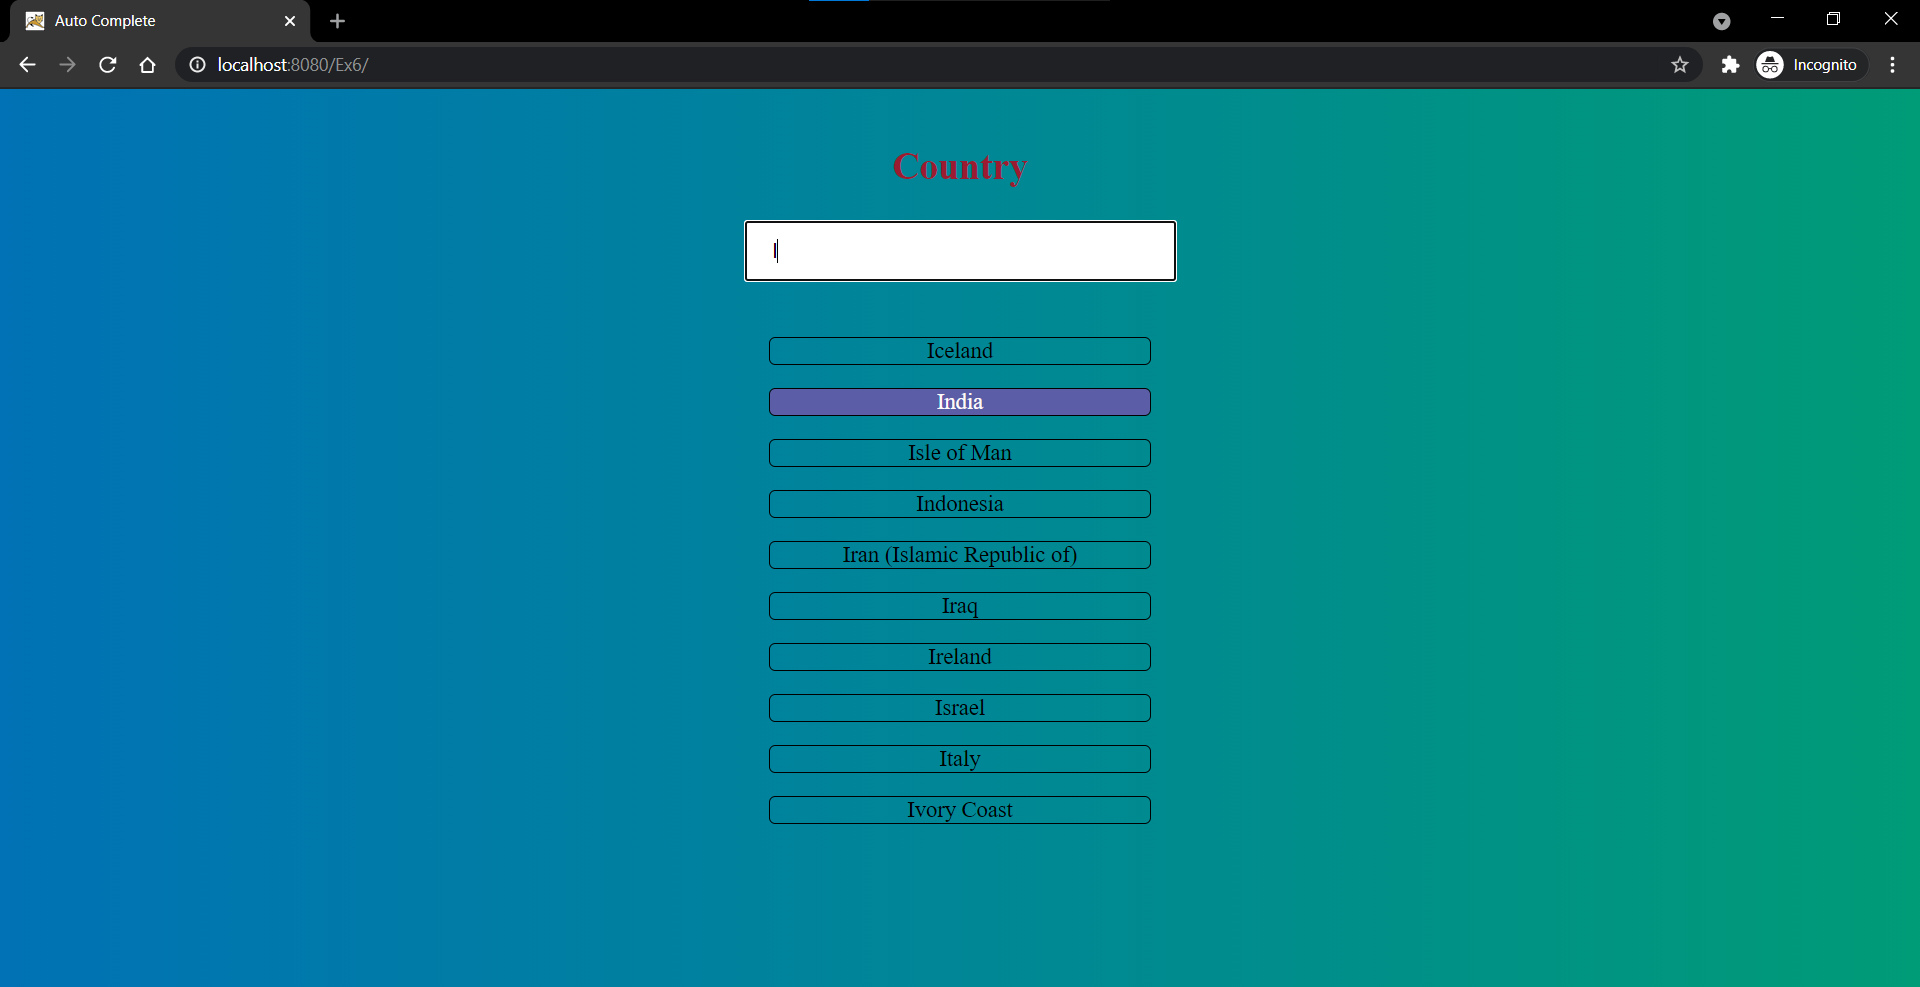 Auto Complete
localhost:8080/Ex6/
Incognito
Country
I
Iceland
India
Isle of Man
Indonesia
Iran (Islamic Republic of)
Iraq
Ireland
Israel
Italy
Ivory Coast